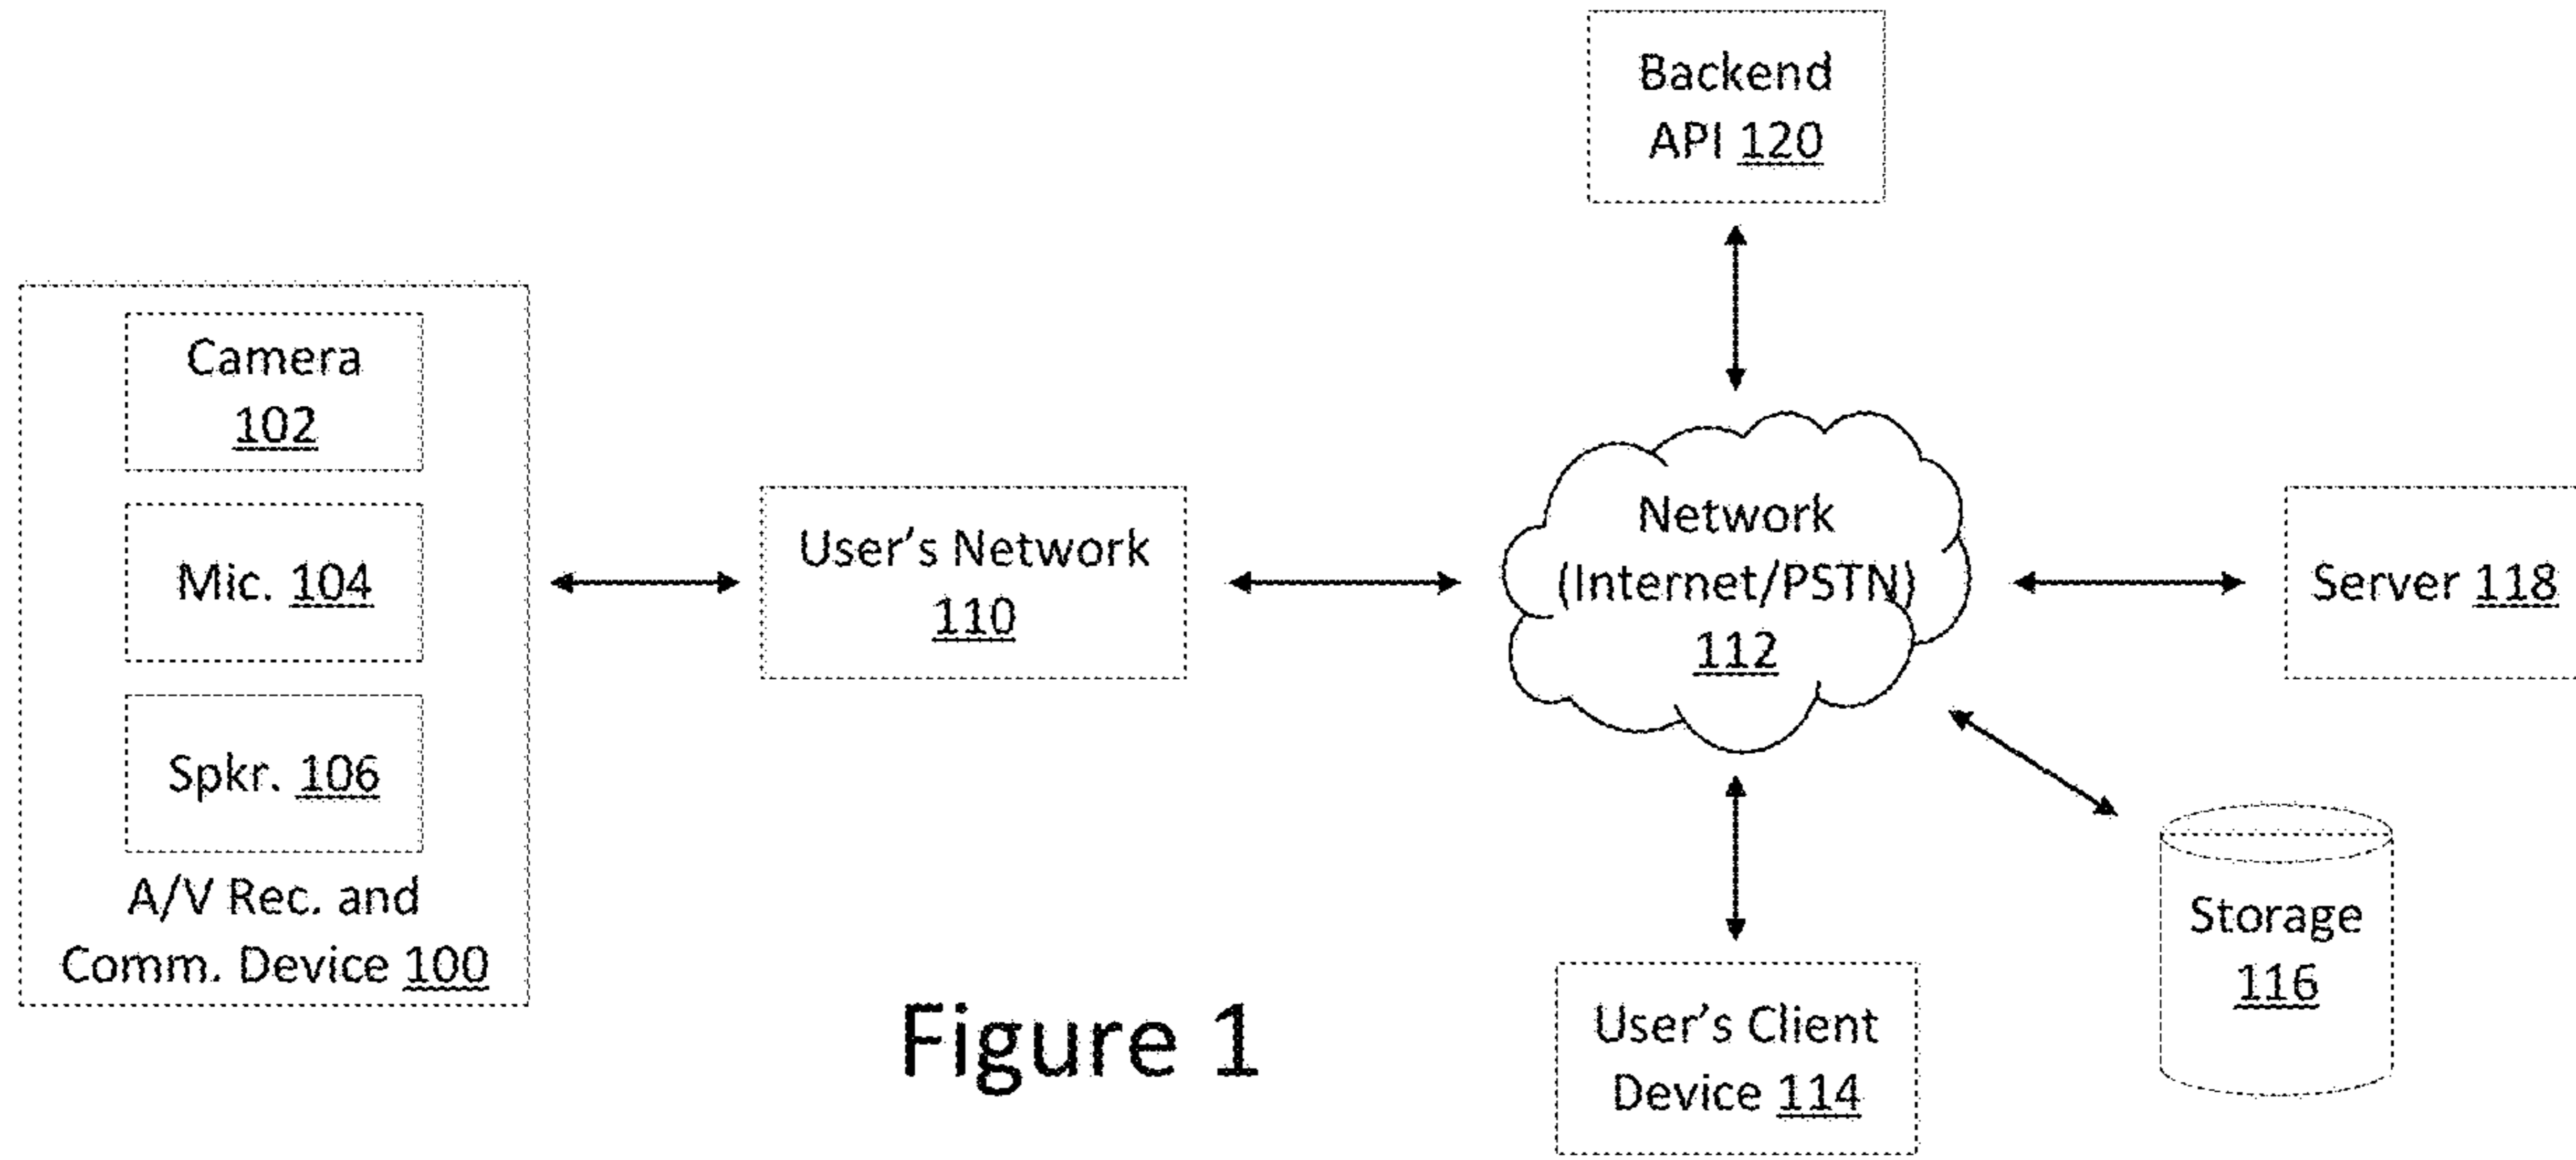 Backend
API 120
Camera
102
Mic. 104
Spkr. 106
A/V Rec. and
Comm. Device 100
User's Network
110
Network
(Internet/PSTN)
112
Server 118
Storage
116
User's Client
Device 114
Figure 1